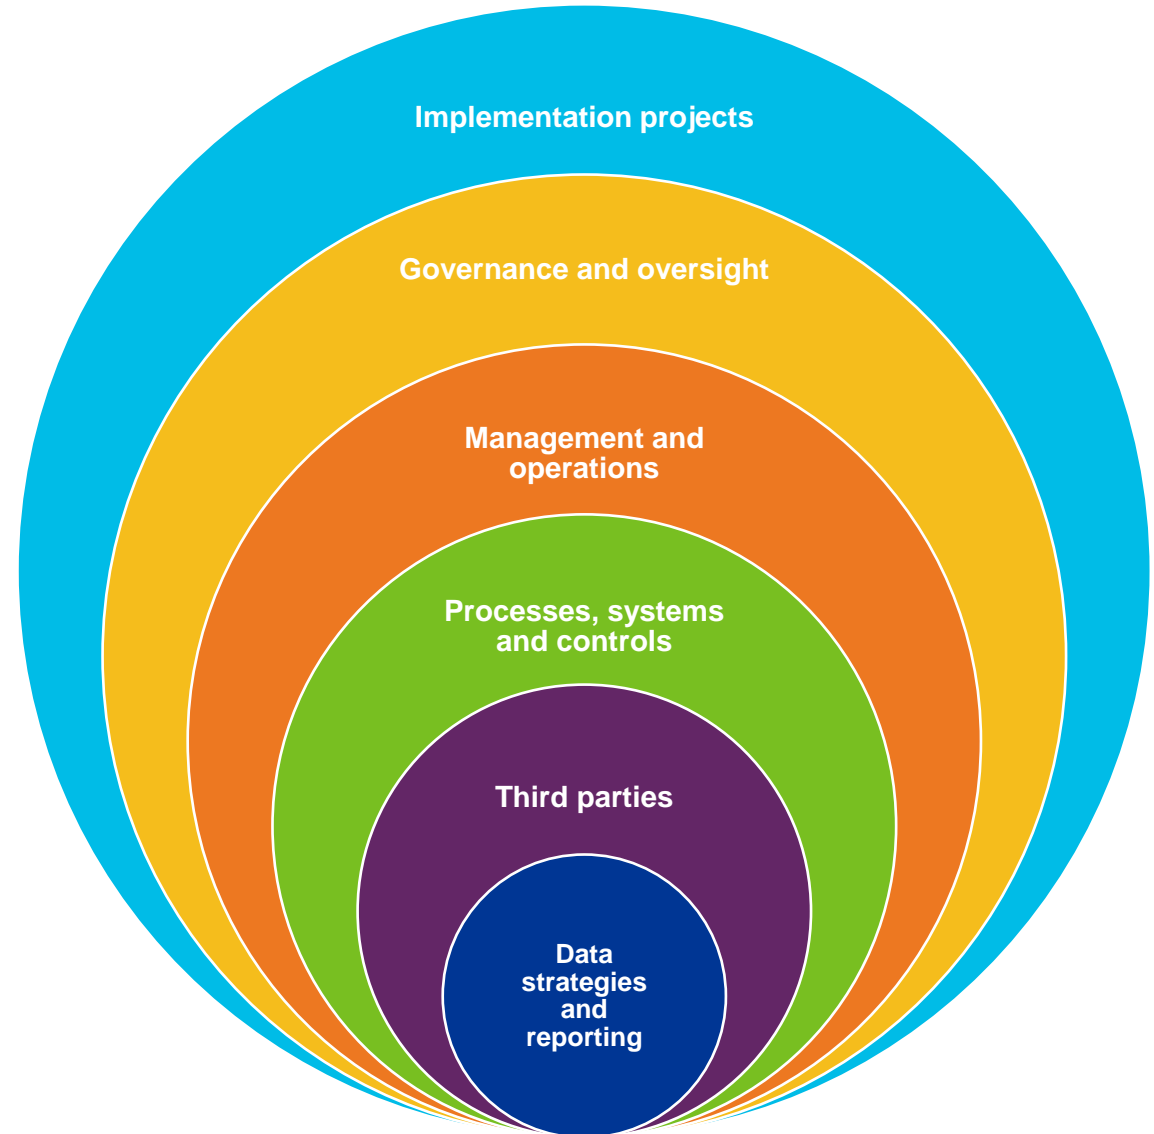 Implementation projects
Governance and oversight
Management and
operations
Processes, systems
and controls
Third parties
Data
strategies
and
reporting